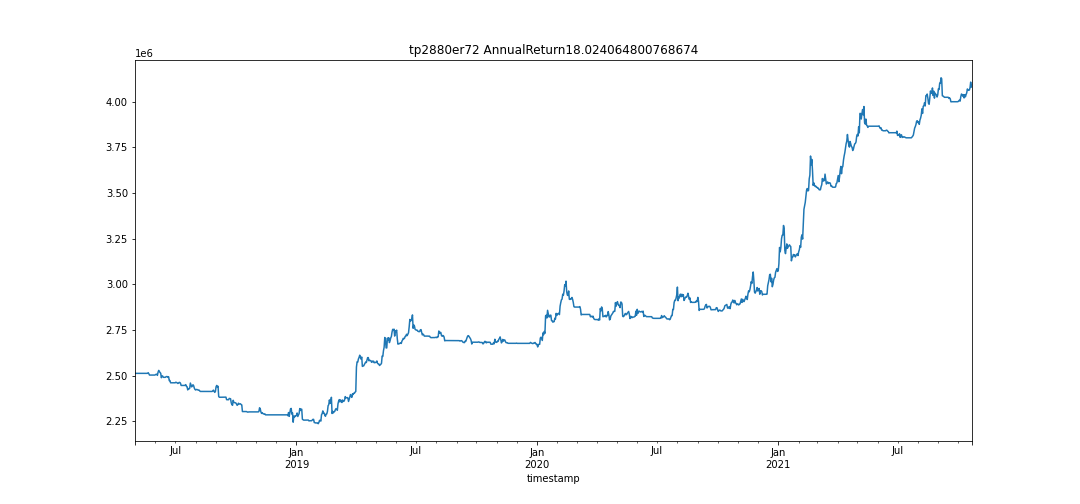 tp2880er72 AnnualReturn18.024064800768674
1e6
4.00
3.75
3.50
3.25
3.00
2.75
2.50
2.25
Jul Jan Jul Jan Jul Jan Jul
2019 2020 2021
timestamp